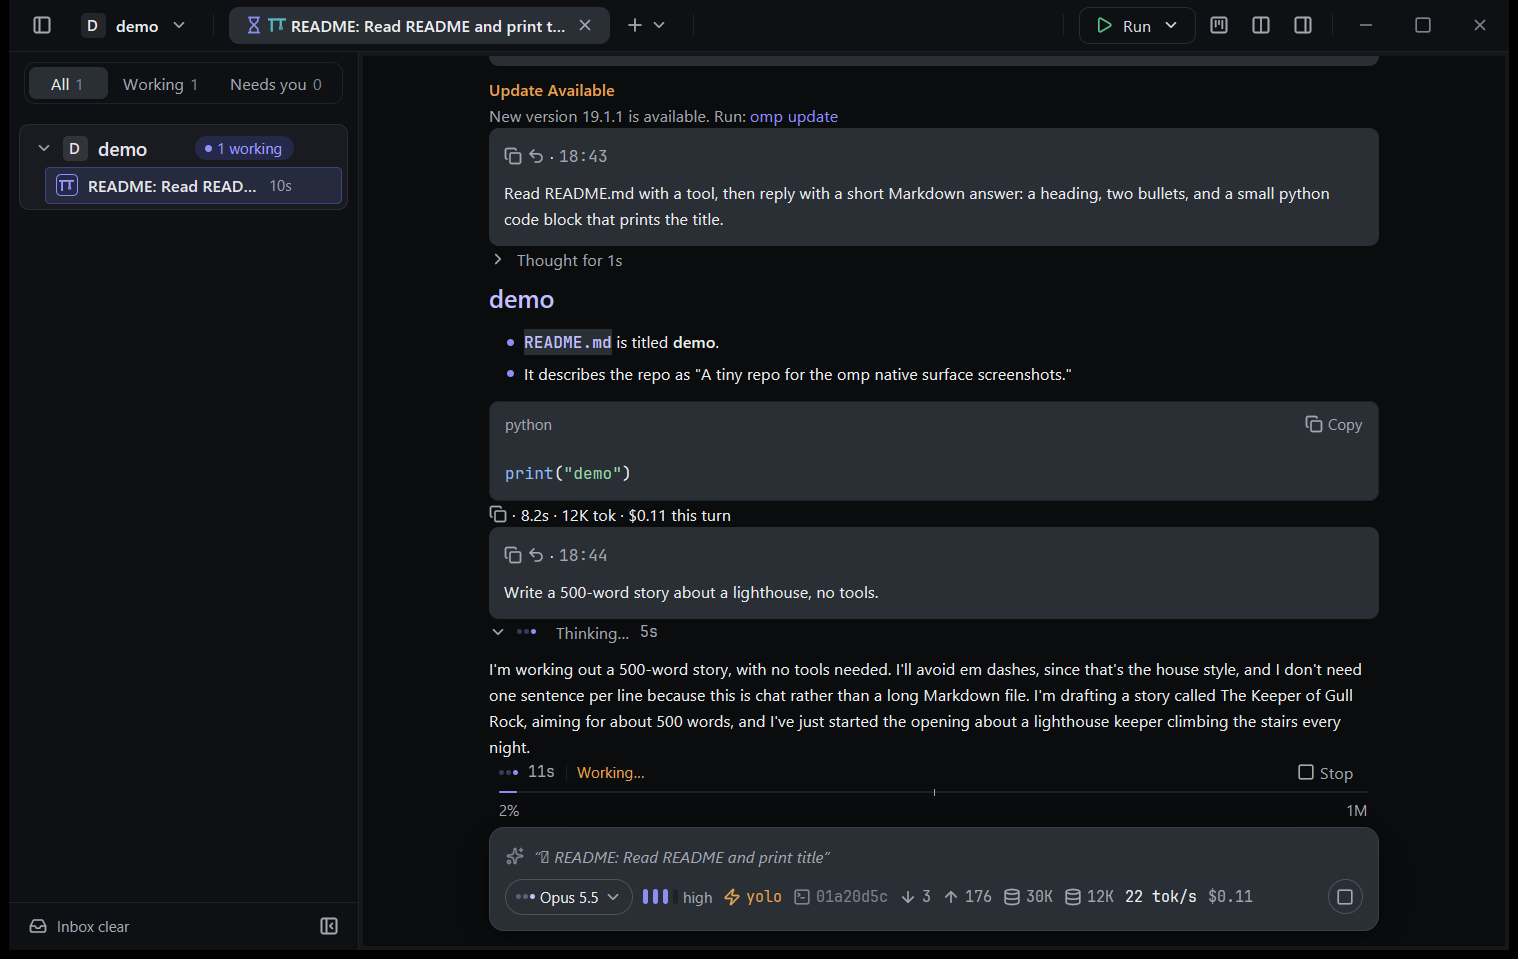 D demo
README: Read README and print t...
Run
All 1
Working 1
Needs you 0
D demo
1 working
README: Read READ... 10s
Inbox clear
Update Available
New version 19.1.1 is available. Run: omp update
· 18:43
Read README.md with a tool, then reply with a short Markdown answer: a heading, two bullets, and a small python
code block that prints the title.
Thought for 1s
demo
README.md is titled demo.
It describes the repo as "A tiny repo for the omp native surface screenshots."
python
Copy
print("demo")
· 8.2s · 12K tok · $0.11 this turn
· 18:44
Write a 500-word story about a lighthouse, no tools.
Thinking... 5s
I'm working out a 500-word story, with no tools needed. I'll avoid em dashes, since that's the house style, and I don't need
one sentence per line because this is chat rather than a long Markdown file. I'm drafting a story called The Keeper of Gull
Rock, aiming for about 500 words, and I've just started the opening about a lighthouse keeper climbing the stairs every
night.
11s Working...
Stop
2%
1M
“ README: Read README and print title”
Opus 5.5 high yolo 01a20d5c ↓ 3 ↑ 176 30K 12K 22 tok/s $0.11